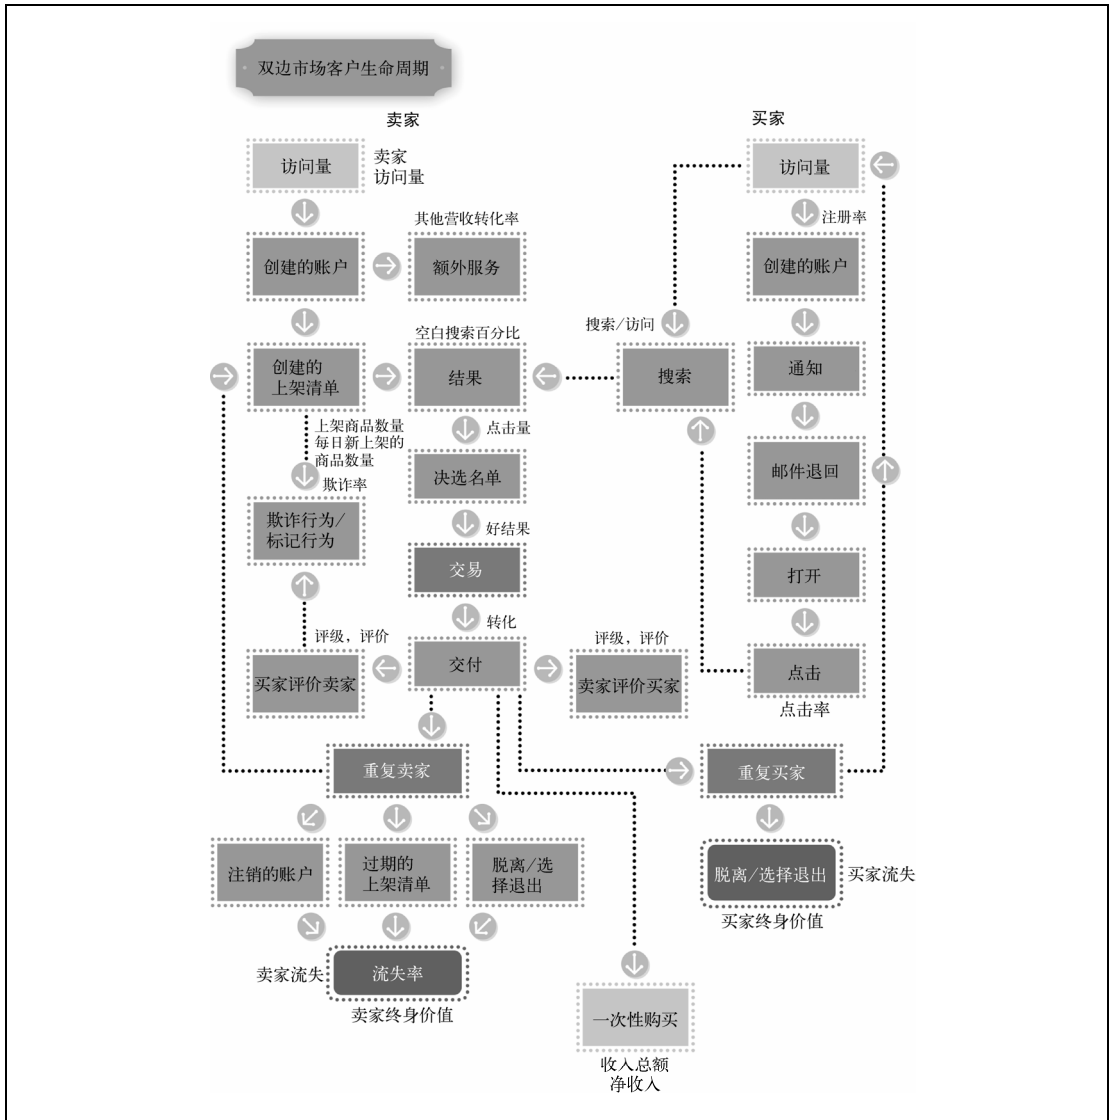 双边市场客户生命周期
卖家
买家
访问量
卖家
访问量
访问量
注册率
其他营收转化率
创建的账户
额外服务
创建的账户
搜索/访问
空白搜索百分比
创建的
上架清单
结果
搜索
通知
上架商品数量
每日新上架的
商品数量
点击量
欺诈率
决选名单
邮件退回
好结果
欺诈行为/
标记行为
交易
打开
转化
评级，评价
评级，评价
买家评价卖家
交付
卖家评价买家
点击
点击率
重复卖家
重复买家
注销的账户
过期的
上架清单
脱离/选
择退出
脱离/选择退出
买家流失
买家终身价值
卖家流失
流失率
卖家终身价值
一次性购买
收入总额
净收入